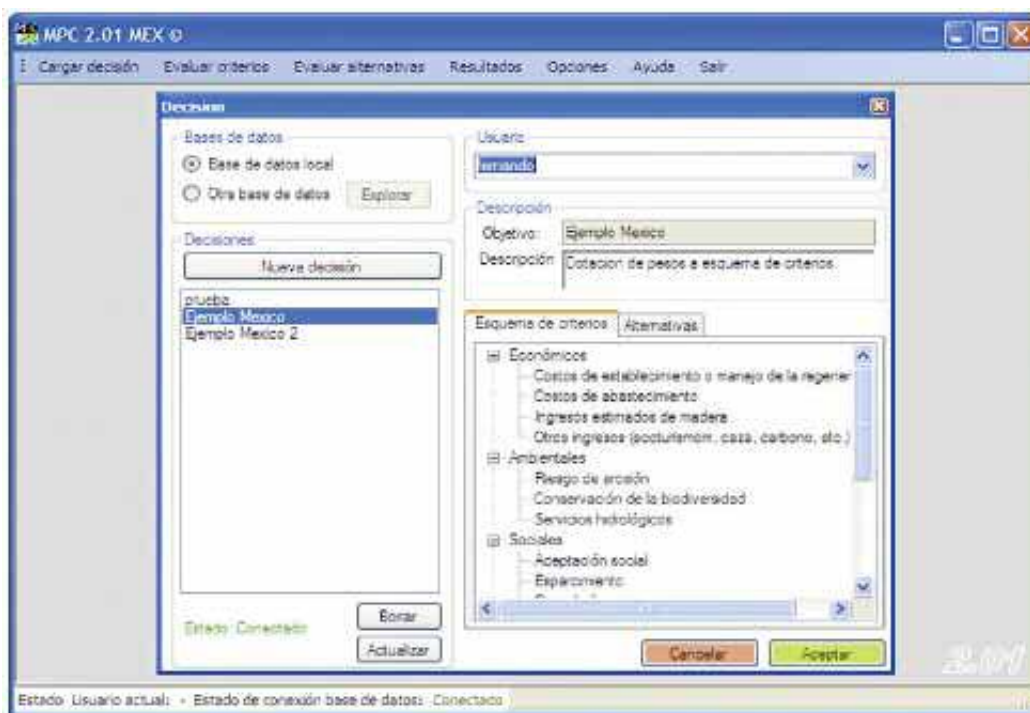 MPC 2.01 MEX ©
Cargar decisión Evaluar criterios Evaluar alternativas Resultados Opciones Ayuda Salir
Decision
Bases de datos
Base de datos local
Otra base de datos Explorar
Decisiones
Nueva decisión
prueba
Ejemplo Mexico
Ejemplo Mexico 2
Estado: Conectado
Borrar
Actualizar
Usuario
fernando
Descripción
Objetivo: Ejemplo Mexico
Descripción Dotacion de pesos a esquema de criterios
Esquema de criterios Alternativas
Económicos
Costos de establecimiento o manejo de la regener
Costos de abastecimiento
Ingresos estimados de madera
Otros ingresos (ecoturismom, caza, carbono, etc.)
Ambientales
Riesgo de erosión
Conservación de la biodiversidad
Servicios hidrológicos
Sociales
Aceptación social
Esparcimiento
Cancelar Aceptar
Estado Usuario actual: - Estado de conexión base de datos: Conectado